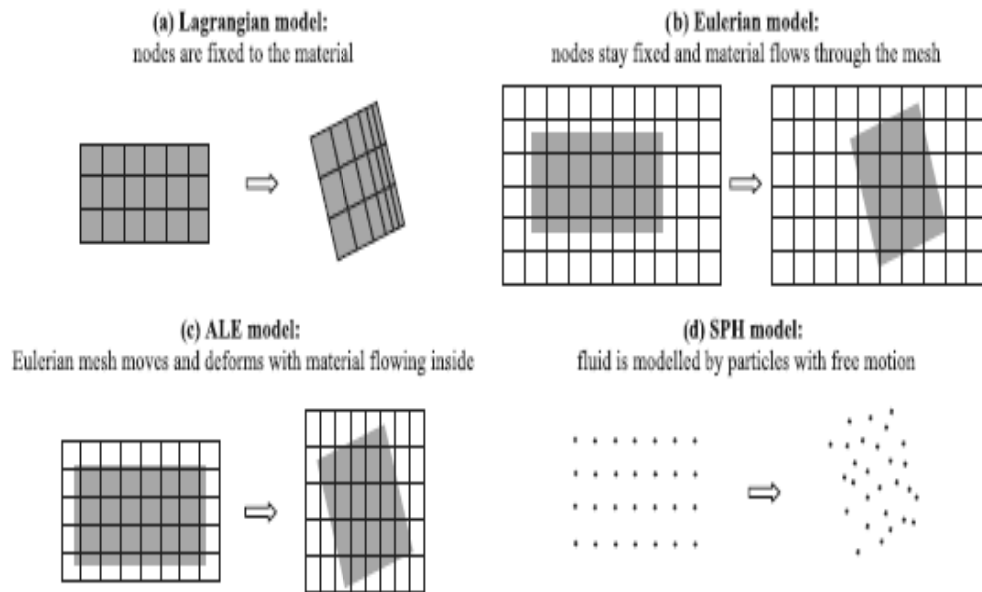 (a) Lagrangian model:
nodes are fixed to the material
(b) Eulerian model:
nodes stay fixed and material flows through the mesh
(c) ALE model:
Eulerian mesh moves and deforms with material flowing inside
(d) SPH model:
fluid is modelled by particles with free motion